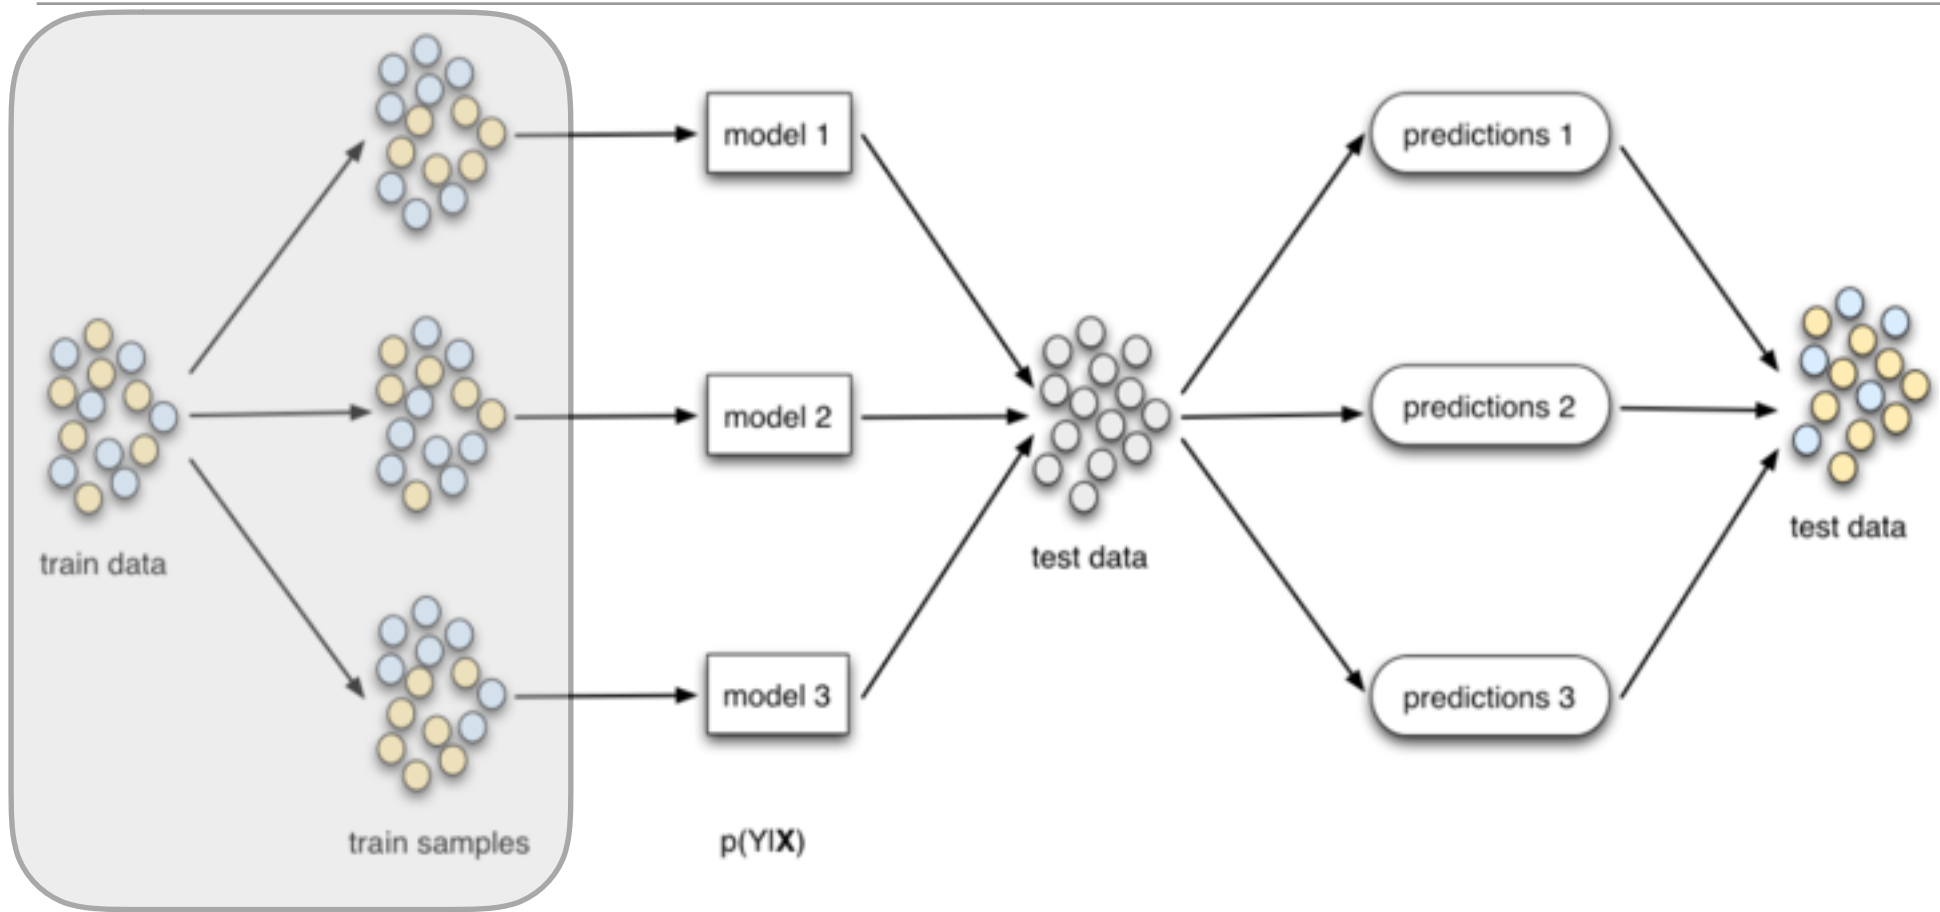 model 1
predictions 1
model 2
predictions 2
train data
test data
test data
model 3
predictions 3
train samples
p(Y|X)